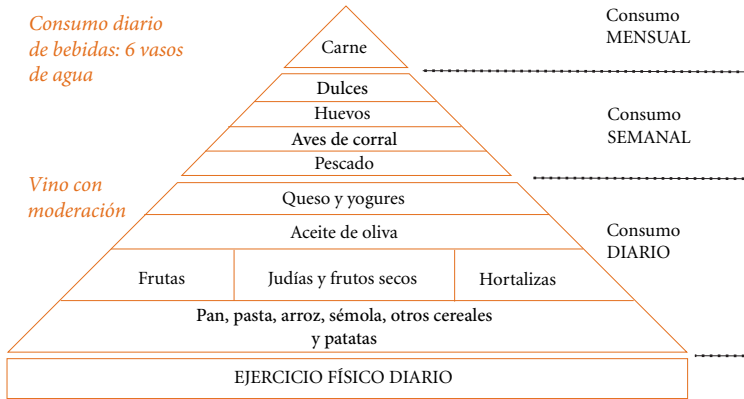 Consumo diario
de bebidas: 6 vasos
de agua
Carne
Consumo
MENSUAL
Dulces
Huevos
Aves de corral
Pescado
Consumo
SEMANAL
Vino con
moderación
Queso y yogures
Aceite de oliva
Frutas
Judías y frutos secos
Hortalizas
Pan, pasta, arroz, sémola, otros cereales
y patatas
Consumo
DIARIO
EJERCICIO FÍSICO DIARIO